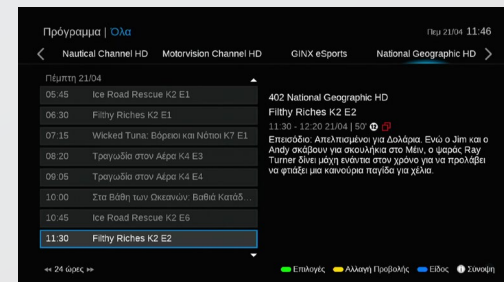 Πρόγραμμα | Όλα
Πεμ 21/04 11:46
Nautical Channel HD
Motorvision Channel HD
GINX eSports
National Geographic HD
Πέμπτη 21/04
05:45 Ice Road Rescue K2 E1
06:30 Filthy Riches K2 E1
07:15 Wicked Tuna: Βόρειοι και Νότιοι K7 E1
08:20 Τραγωδία στον Αέρα K4 E3
09:05 Τραγωδία στον Αέρα K4 E4
10:00 Στα Βάθη των Ωκεανών: Βαθιά Κατάδ...
10:45 Ice Road Rescue K2 E6
11:30 Filthy Riches K2 E2
402 National Geographic HD
Filthy Riches K2 E2
11:30 - 12:20 21/04 | 50'
Επεισόδιο: Απελπισμένοι για Δολάρια. Ενώ ο Jim και ο
Andy σκάβουν για σκουλήκια στο Μέιν, ο ψαράς Ray
Turner δίνει μάχη ενάντια στον χρόνο για να προλάβει
να φτιάξει μια καινούρια παγίδα για χέλια.
24 ώρες
Επιλογές
Αλλαγή Προβολής
Είδος
Σύνοψη